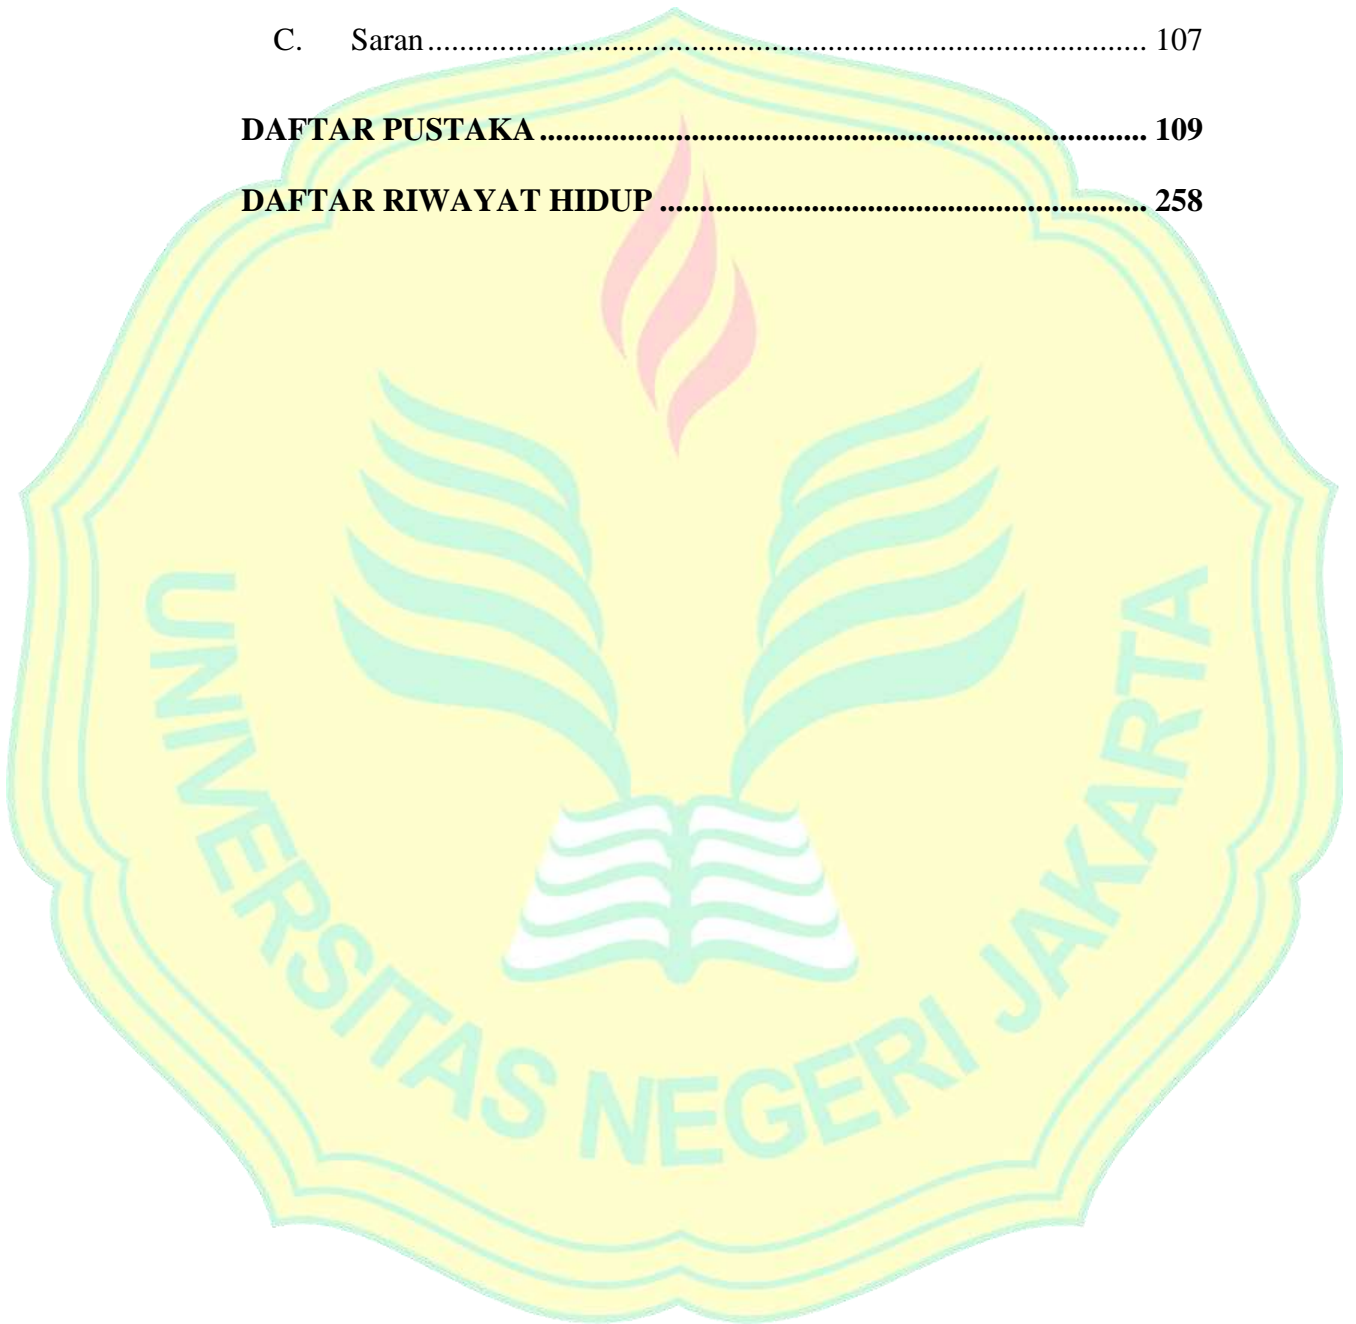 C. Saran.......................................................................................... 107
DAFTAR PUSTAKA............................................................................ 109
DAFTAR RIWAYAT HIDUP ............................................................. 258
UNIVERSITAS NEGERI JAKARTA